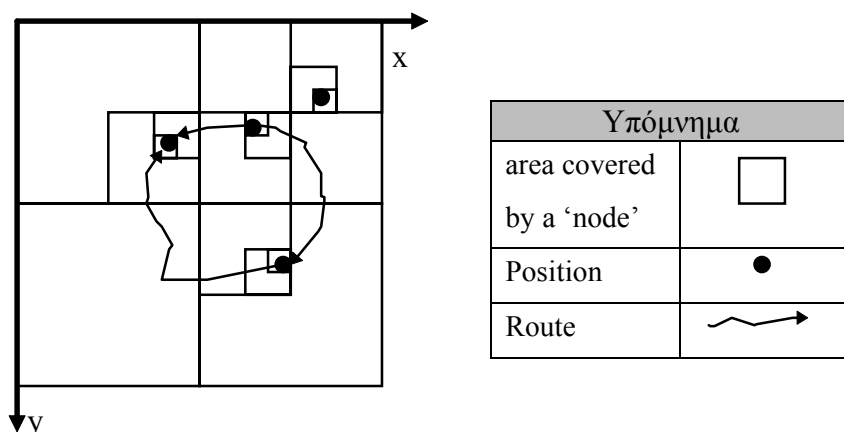 x
y
Υπόμνημα
area covered
by a ‘node’
Position
Route